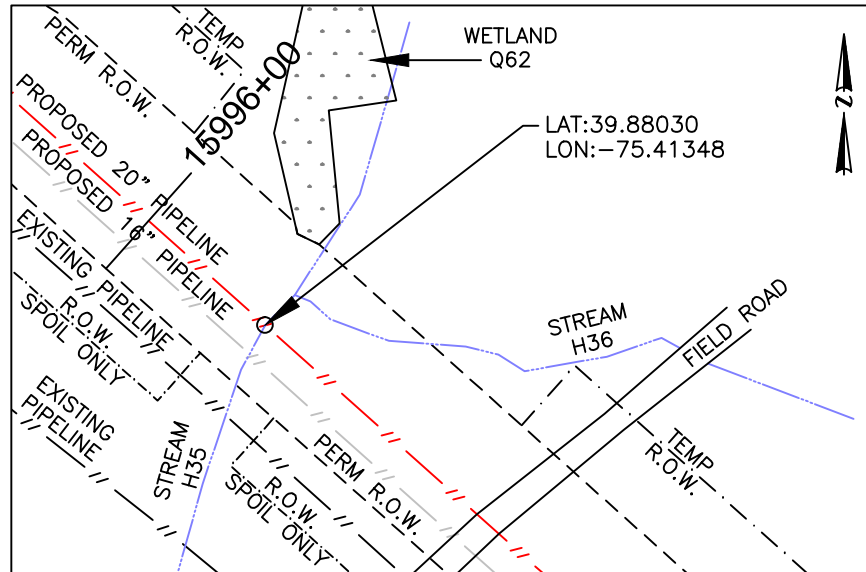 TEMP
R.O.W.
WETLAND
Q62
PERM R.O.W.
15996+00
LAT:39.88030
LON:-75.41348
N
PROPOSED 20" PIPELINE
PROPOSED 16" PIPELINE
EXISTING PIPELINE
R.O.W.
SPOIL ONLY
STREAM
H36
FIELD ROAD
EXISTING
PIPELINE
STREAM
H35
PERM R.O.W.
TEMP
R.O.W.
R.O.W.
SPOIL ONLY